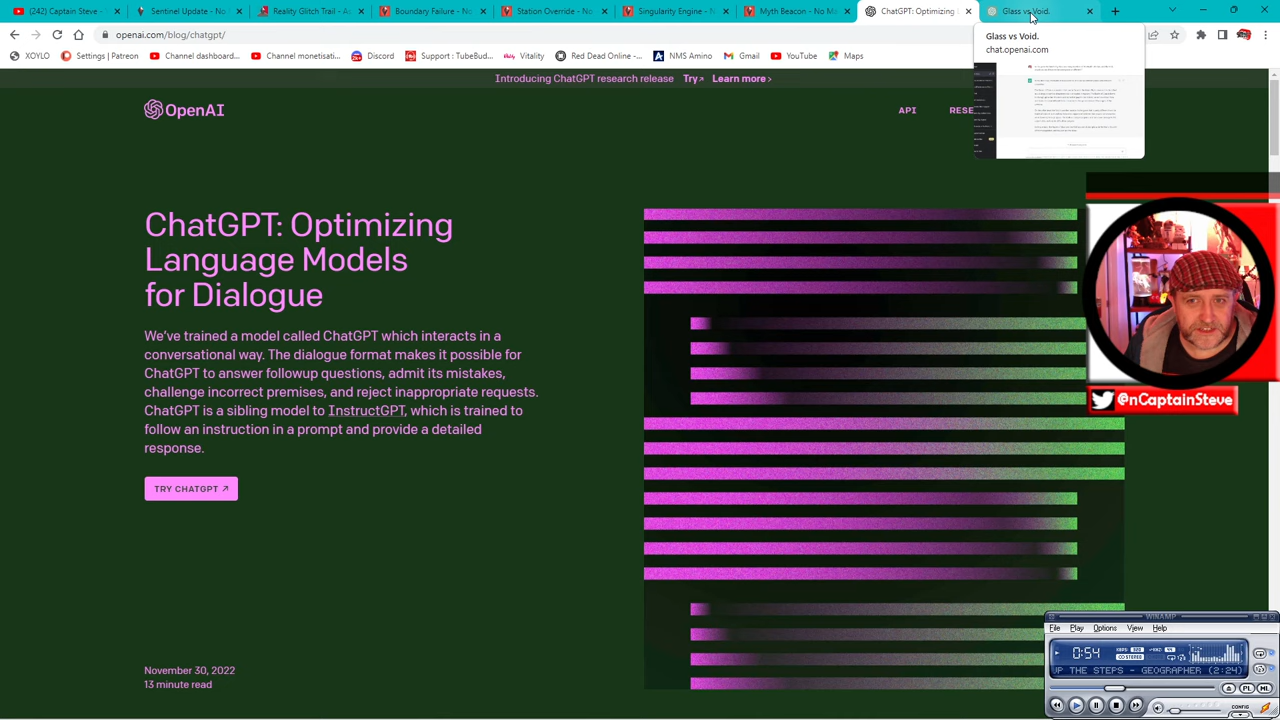 (242) Captain Steve -
Sentinel Update - No
Reality Glitch Trail - As
Boundary Failure - No
Station Override - No
Singularity Engine - N
Myth Beacon - No Ma
ChatGPT: Optimizing
Glass vs Void.
openai.com/blog/chatgpt/
Glass vs Void.
chat.openai.com
XOYLO
Settings | Patreon
Channel dashboard...
Channel monetisati...
Discord
Support : TubeBud...
Vitality
Red Dead Online -...
NMS Amino
Gmail
YouTube
Maps
Introducing ChatGPT research release Try↗ Learn more ›
OpenAI
API
RESE
ChatGPT: Optimizing
Language Models
for Dialogue
We've trained a model called ChatGPT which interacts in a
conversational way. The dialogue format makes it possible for
ChatGPT to answer followup questions, admit its mistakes,
challenge incorrect premises, and reject inappropriate requests.
ChatGPT is a sibling model to InstructGPT, which is trained to
follow an instruction in a prompt and provide a detailed
response.
TRY CHATGPT ↗
@nCaptainSteve
November 30, 2022
13 minute read
WINAMP
File Play Options View Help
0:54
STEREO
UP THE STEPS - GEOGRAPHER (2:24)
PL
ML
CONFIG